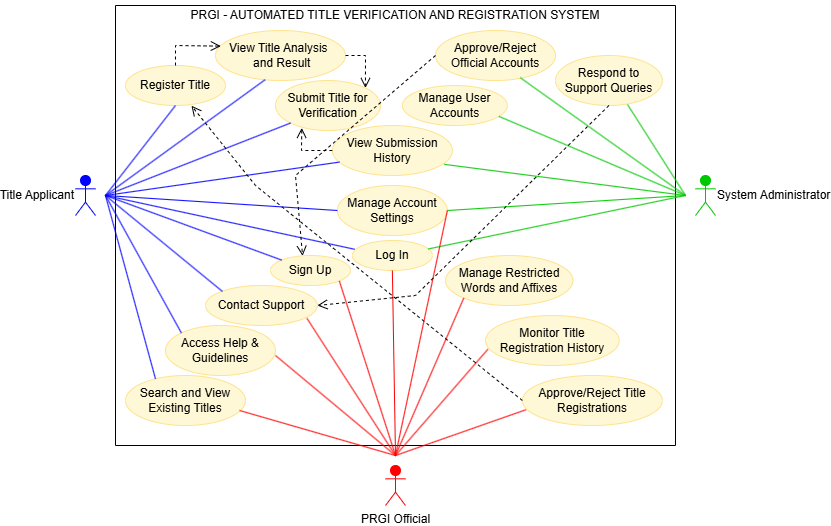 PRGI - AUTOMATED TITLE VERIFICATION AND REGISTRATION SYSTEM
View Title Analysis
and Result
Approve/Reject
Official Accounts
Respond to
Support Queries
Register Title
Submit Title for
Verification
Manage User
Accounts
View Submission
History
Title Applicant
System Administrator
Manage Account
Settings
Log In
Sign Up
Manage Restricted
Words and Affixes
Contact Support
Access Help &
Guidelines
Monitor Title
Registration History
Search and View
Existing Titles
Approve/Reject Title
Registrations
PRGI Official